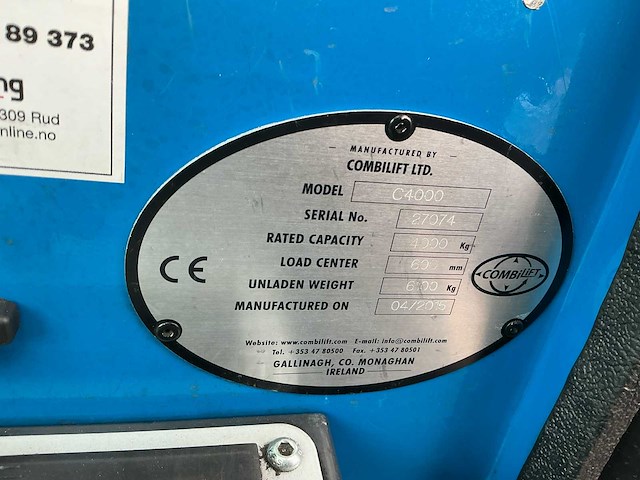 89 373
ng
309 Rud
nline.no
MANUFACTURED BY
COMBILIFT LTD.
MODEL C4000
SERIAL No. 27074
RATED CAPACITY 4000 Kg
LOAD CENTER mm
UNLADEN WEIGHT Kg
MANUFACTURED ON
CE
COMBiLiFT
Website: www.combilift.com E-mail: info@combilift.com
Tel. +353 47 80500 Fax. +353 47 80501
GALLINAGH, CO. MONAGHAN
IRELAND